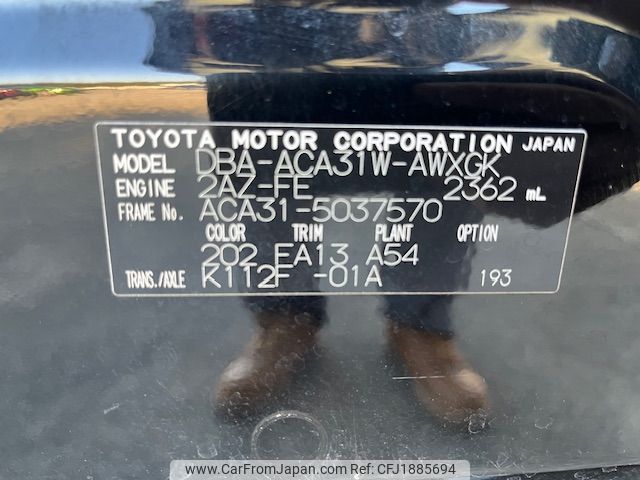 TOYOTA MOTOR CORPORATION JAPAN
MODEL DBA-ACA31W-AWXGK
ENGINE 2AZ-FE 2362 mL
FRAME No. ACA31-5037570
COLOR TRIM PLANT OPTION
202 FA13 A54
TRANS./AXLE K112F -01A 193
www.CarFromJapan.com Ref: CFJ1885694